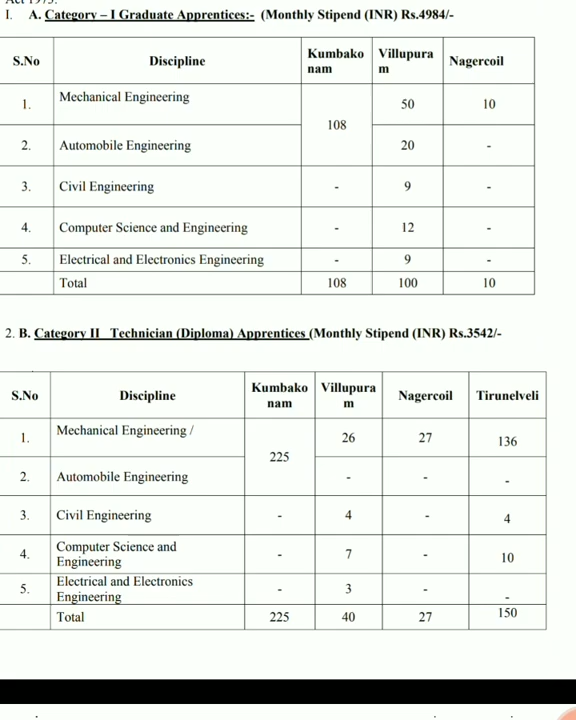 Act 1973.
I. A. Category – I Graduate Apprentices:- (Monthly Stipend (INR) Rs.4984/-
S.No Discipline Kumbako nam Villupura m Nagercoil
1. Mechanical Engineering 108 50 10
2. Automobile Engineering 20 -
3. Civil Engineering - 9 -
4. Computer Science and Engineering - 12 -
5. Electrical and Electronics Engineering - 9 -
Total 108 100 10
2. B. Category II Technician (Diploma) Apprentices (Monthly Stipend (INR) Rs.3542/-
S.No Discipline Kumbako nam Villupura m Nagercoil Tirunelveli
1. Mechanical Engineering / 225 26 27 136
2. Automobile Engineering - - -
3. Civil Engineering - 4 - 4
4. Computer Science and Engineering - 7 - 10
5. Electrical and Electronics Engineering - 3 - -
Total 225 40 27 150